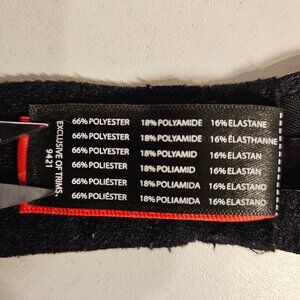 66% POLYESTER 18% POLYAMIDE 16% ELASTANE
66% POLYESTER 18% POLYAMIDE 16% ÉLASTHANNE
66% POLYESTER 18% POLYAMID 16% ELASTAN
66% POLIESTER 18% POLIAMID 16% ELASTAN
66% POLIÉSTER 18% POLIAMIDA 16% ELASTANO
66% POLIÉSTER 18% POLIAMIDA 16% ELASTANO
EXCLUSIVE OF TRIMS.
9421